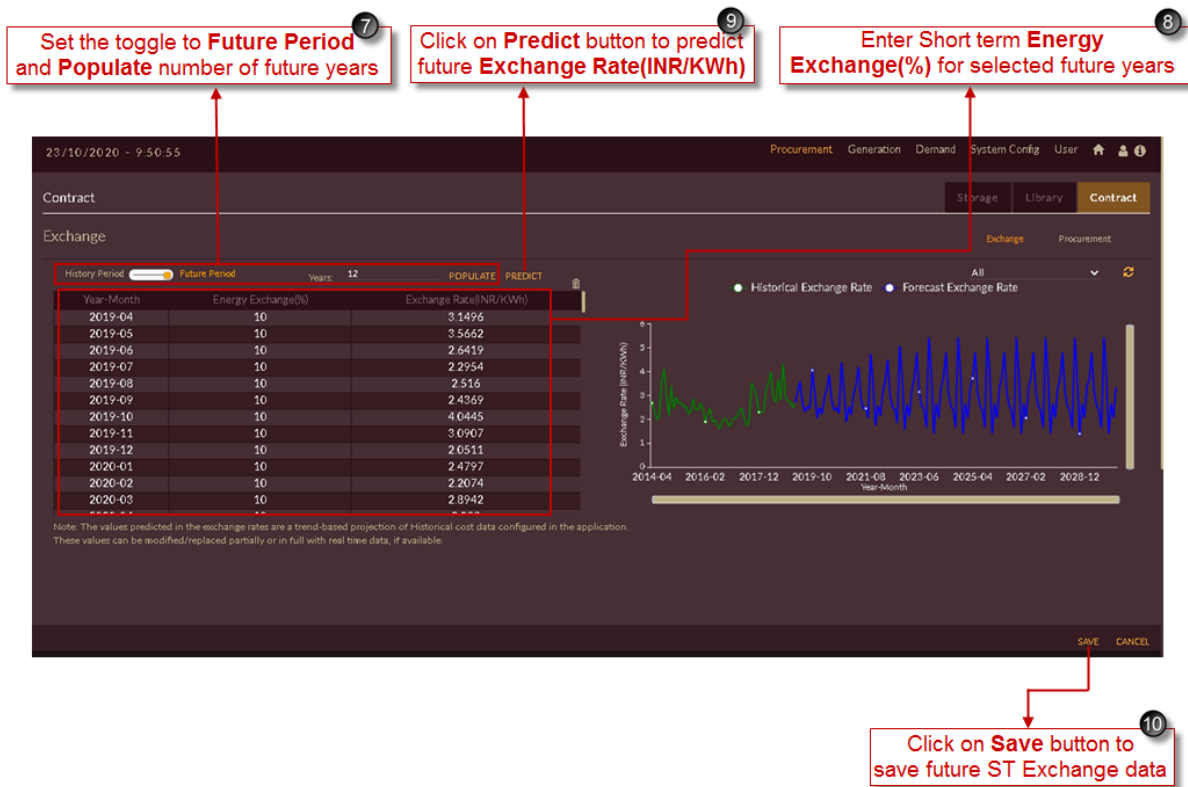 7
Set the toggle to Future Period
and Populate number of future years
9
Click on Predict button to predict
future Exchange Rate(INR/KWh)
8
Enter Short term Energy
Exchange(%) for selected future years
23/10/2020 - 9:50:55
Procurement Generation Demand System Config User
Contract
Storage Library Contract
Exchange
Exchange Procurement
History Period Future Period Years: 12 POPULATE PREDICT
All
Historical Exchange Rate Forecast Exchange Rate
Year-Month Energy Exchange(%) Exchange Rate(INR/KWh)
2019-04 10 3.1496
2019-05 10 3.5662
2019-06 10 2.6419
2019-07 10 2.2954
2019-08 10 2.516
2019-09 10 2.4369
2019-10 10 4.0445
2019-11 10 3.0907
2019-12 10 2.0511
2020-01 10 2.4797
2020-02 10 2.2074
2020-03 10 2.8942
Exchange Rate (INR/KWh)
6
5
4
3
2
1
0
2014-04 2016-02 2017-12 2019-10 2021-08 2023-06 2025-04 2027-02 2028-12
Year-Month
Note: The values predicted in the exchange rates are a trend-based projection of Historical cost data configured in the application.
These values can be modified/replaced partially or in full with real time data, if available.
SAVE CANCEL
10
Click on Save button to
save future ST Exchange data